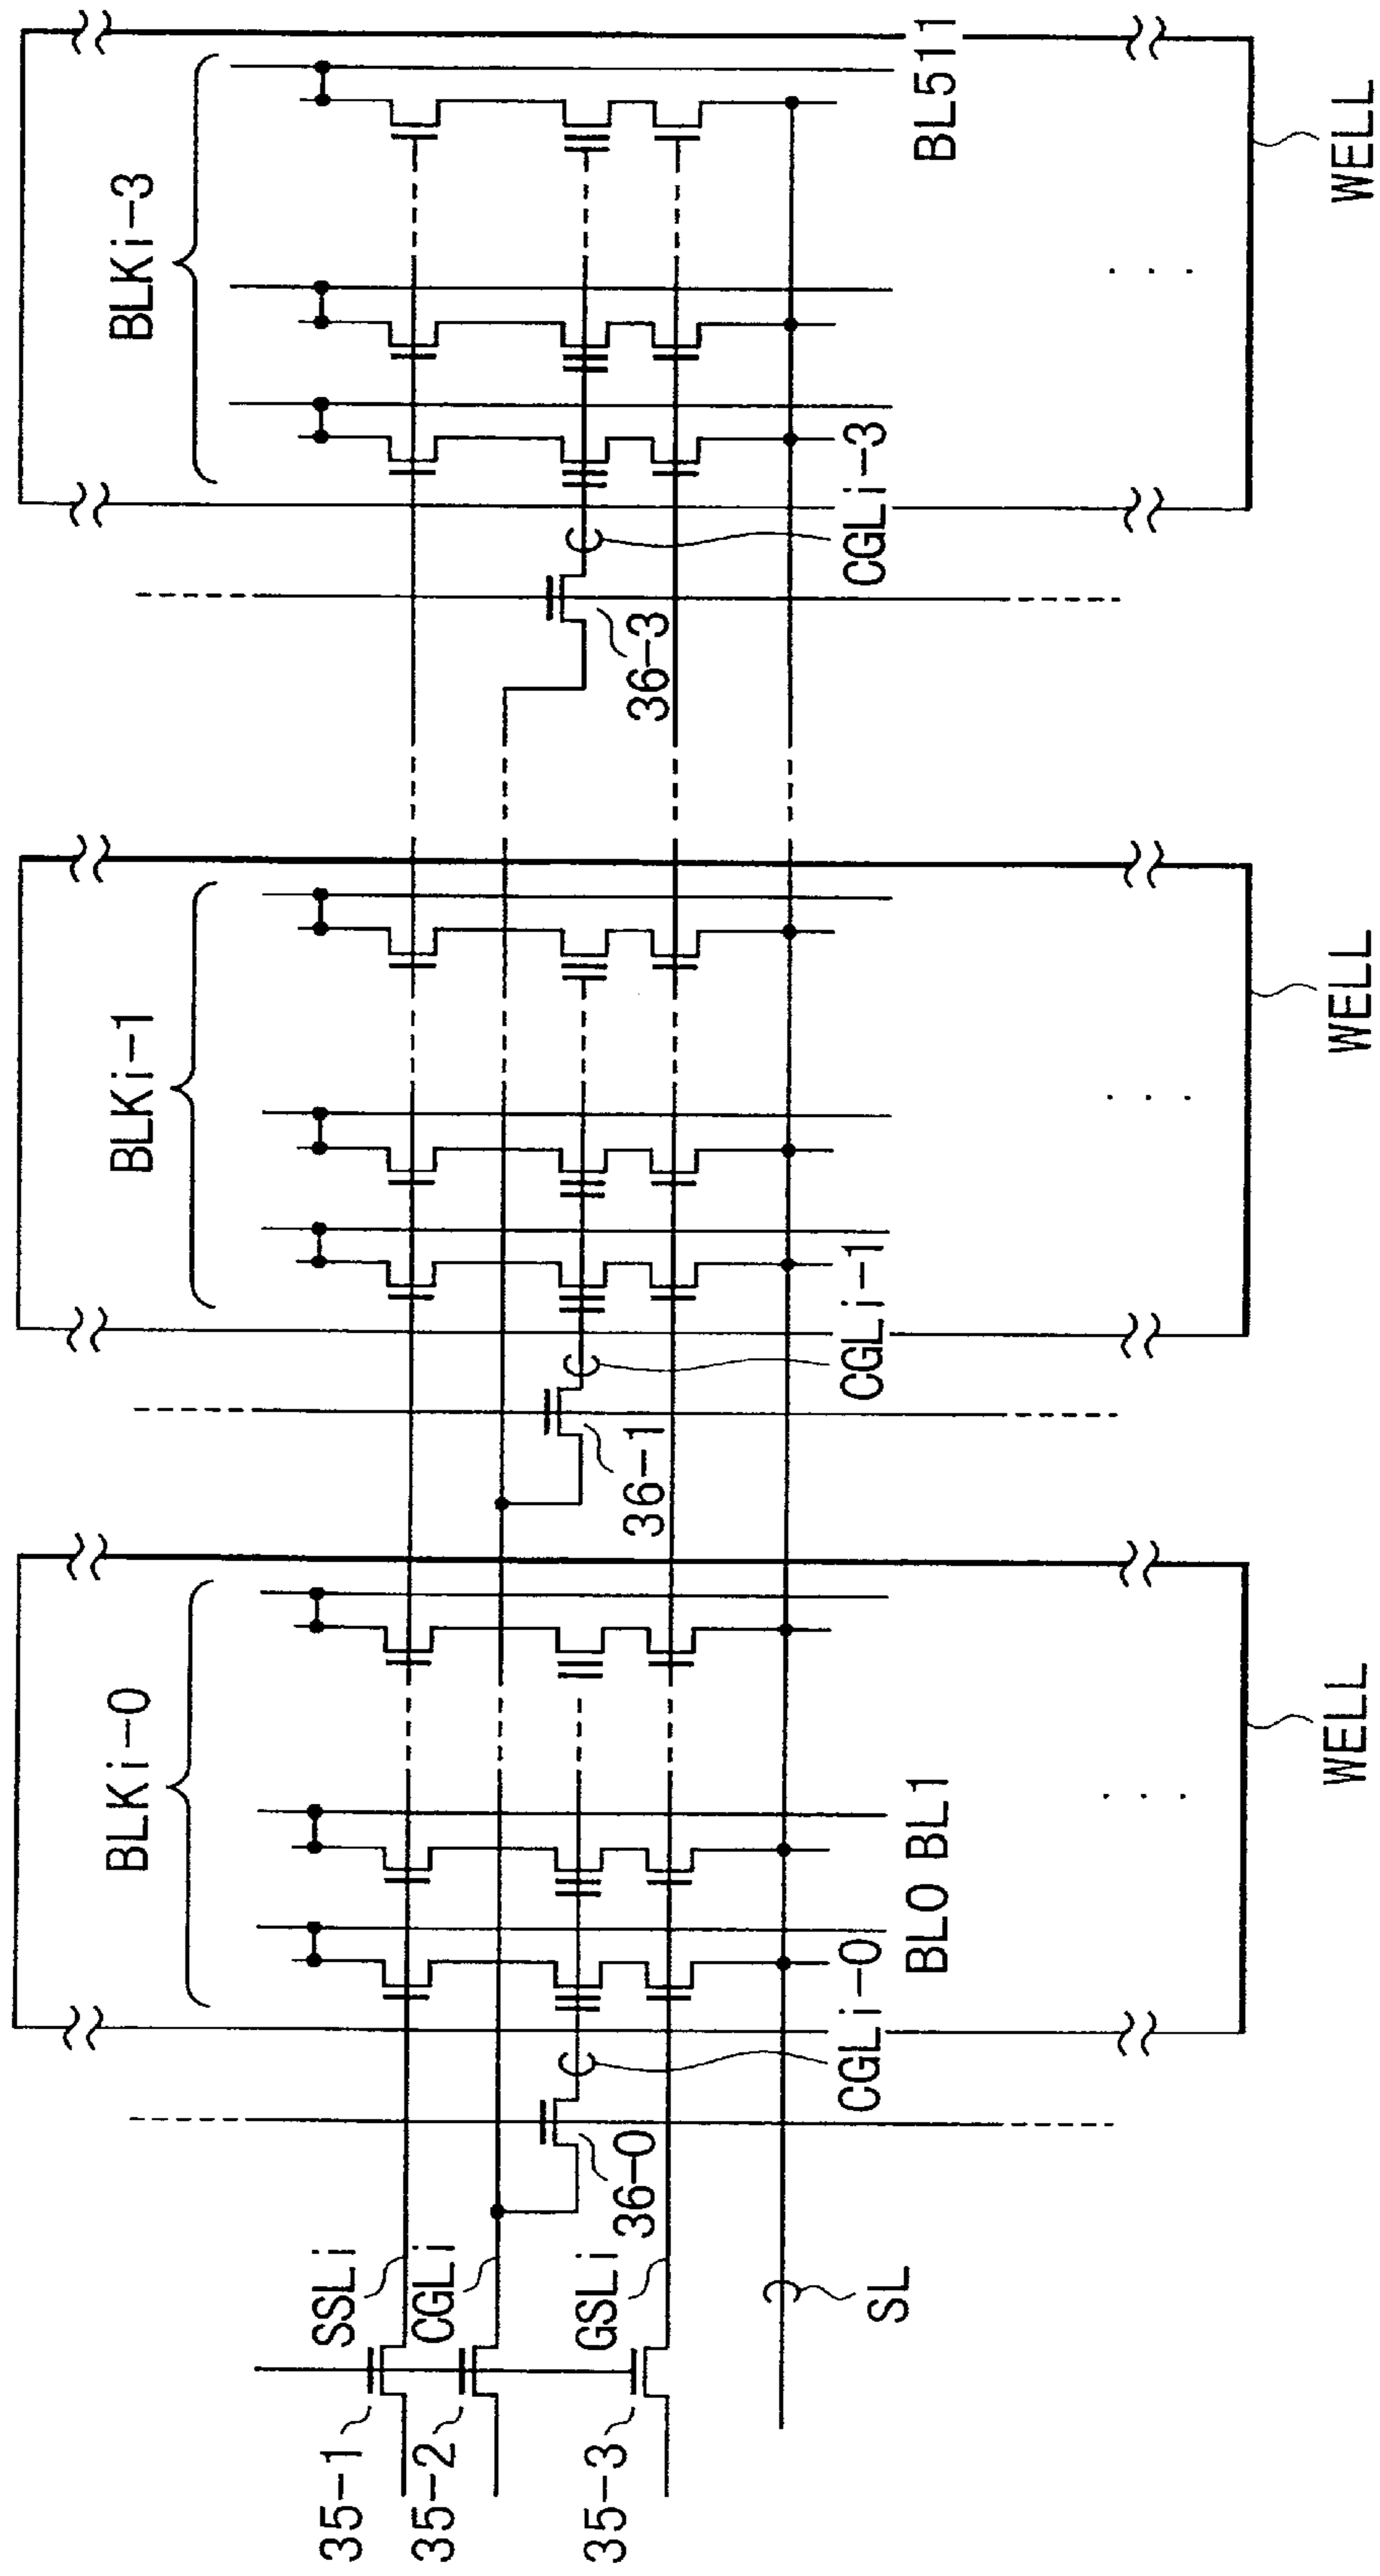 BLKi-0
BLKi-1
BLKi-3
35-1
SSLi
35-2
CGLi
35-3
GSLi
SL
36-0
36-1
36-3
CGLi-0
CGLi-1
CGLi-3
BL0 BL1
BL511
WELL
WELL
WELL